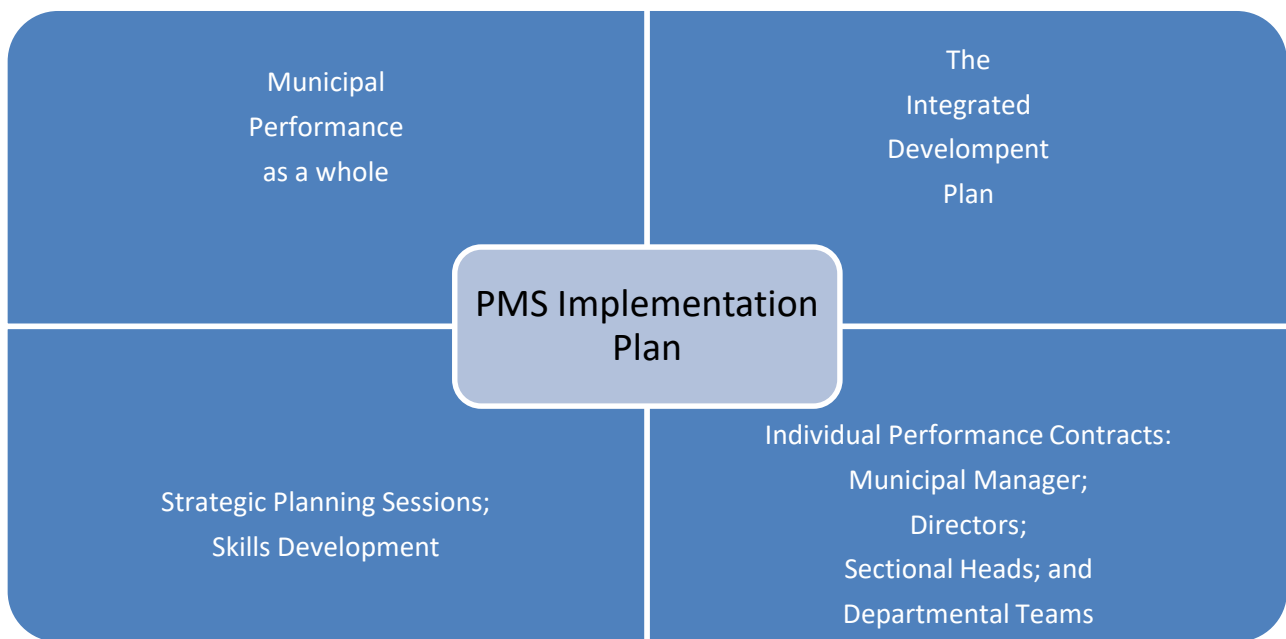 Municipal
Performance
as a whole
The
Integrated
Develompent
Plan
PMS Implementation
Plan
Strategic Planning Sessions;
Skills Development
Individual Performance Contracts:
Municipal Manager;
Directors;
Sectional Heads; and
Departmental Teams